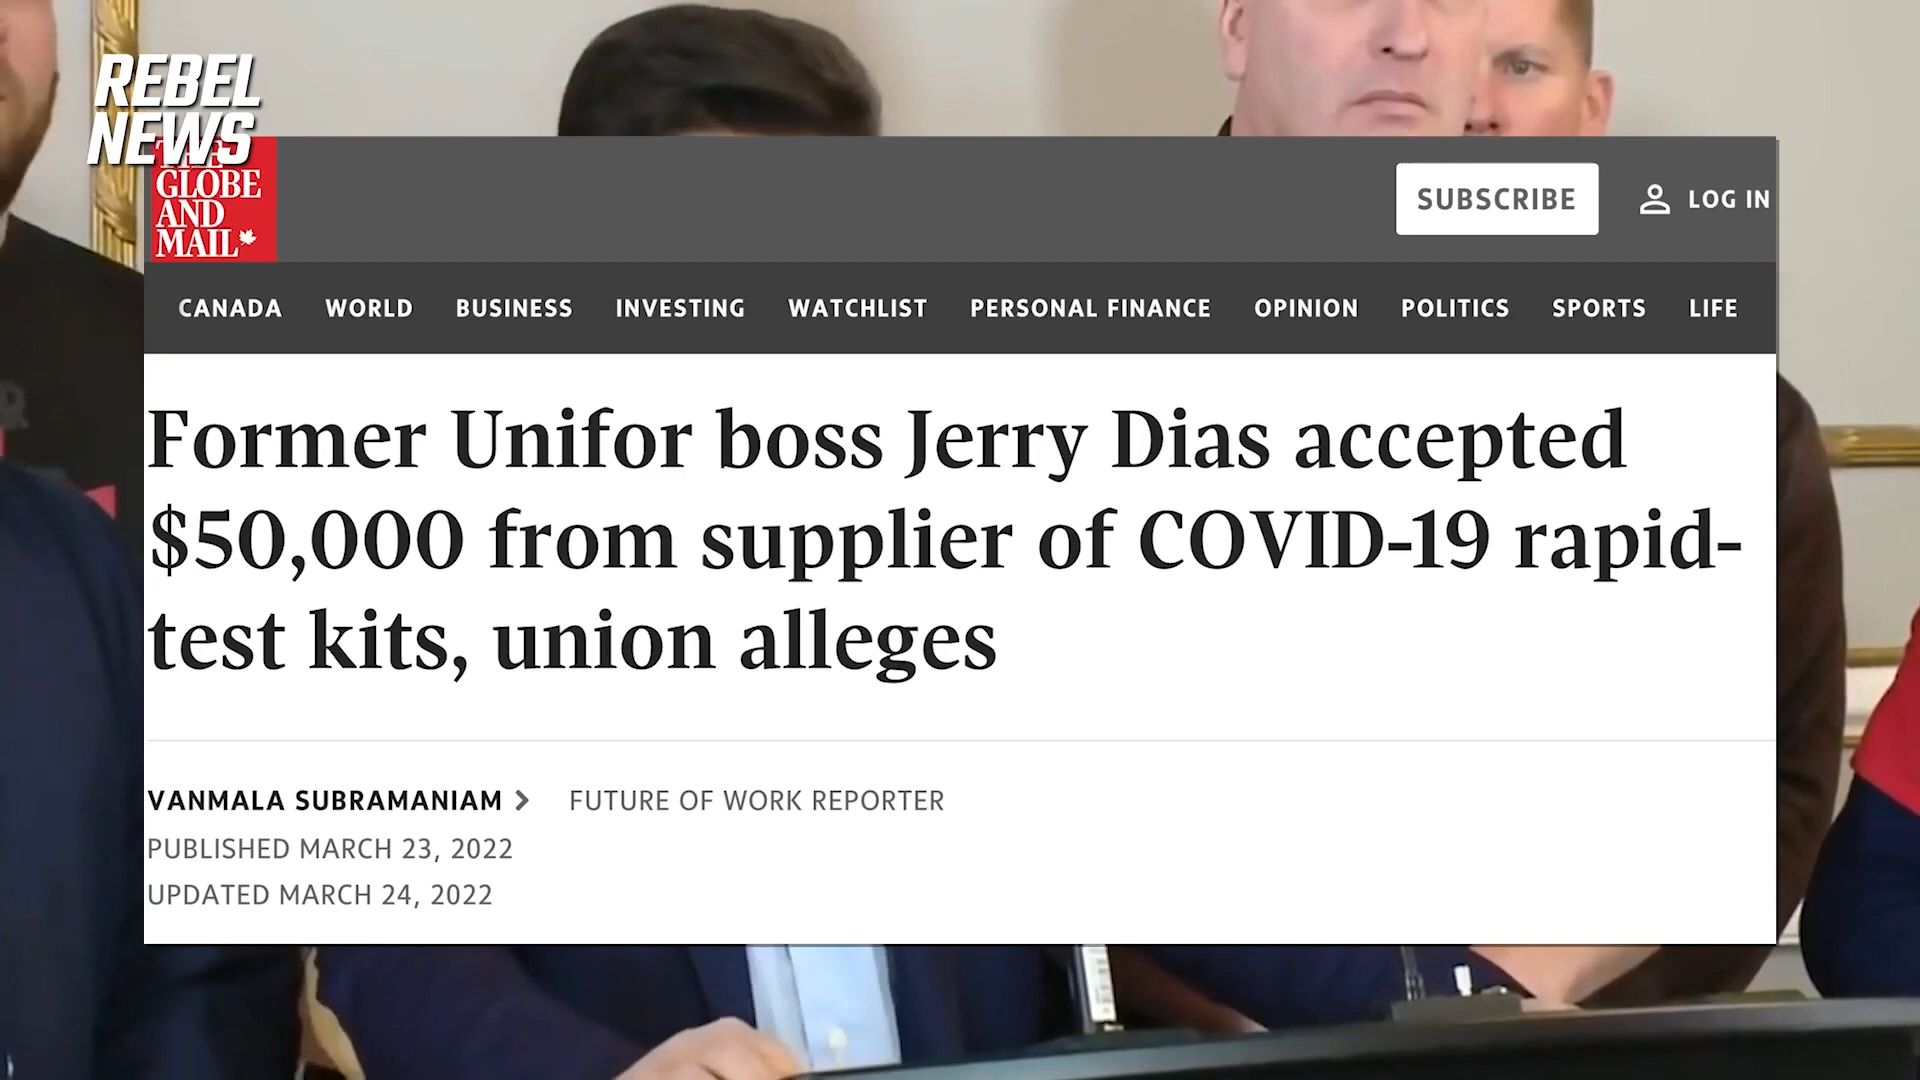 REBEL
NEWS
THE
GLOBE
AND
MAIL
SUBSCRIBE
LOG IN
CANADA WORLD BUSINESS INVESTING WATCHLIST PERSONAL FINANCE OPINION POLITICS SPORTS LIFE
Former Unifor boss Jerry Dias accepted
$50,000 from supplier of COVID-19 rapid-
test kits, union alleges
VANMALA SUBRAMANIAM > FUTURE OF WORK REPORTER
PUBLISHED MARCH 23, 2022
UPDATED MARCH 24, 2022